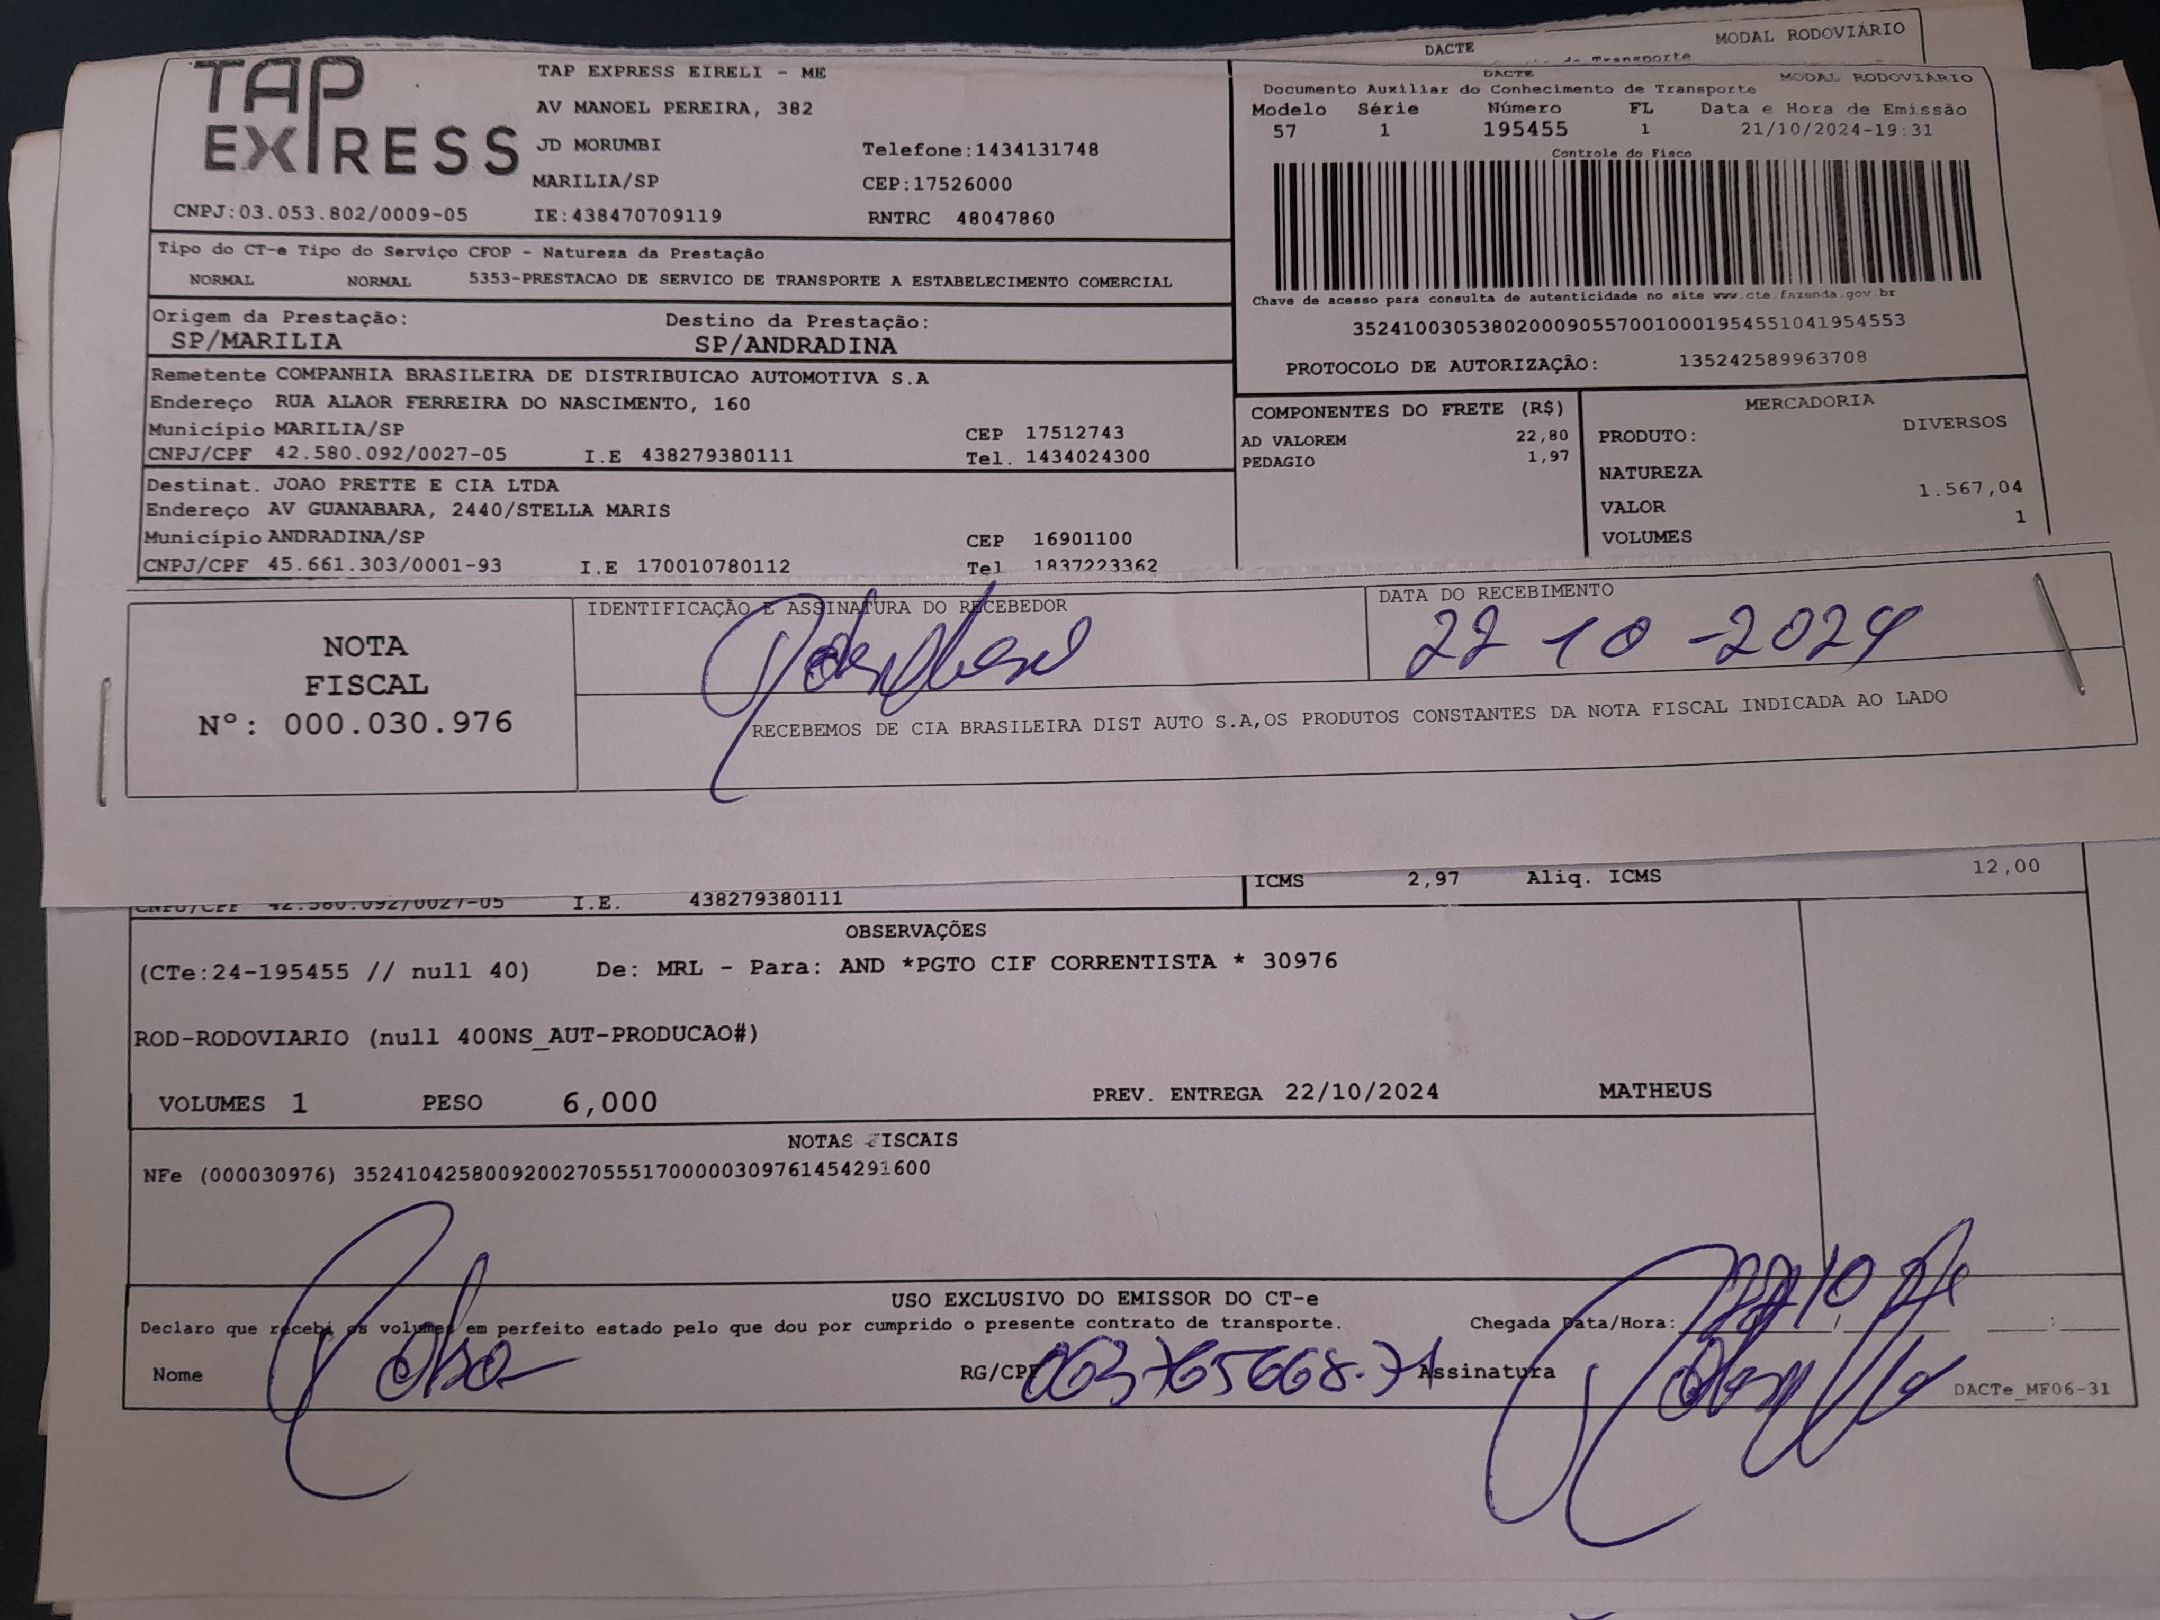 DACTE
MODAL RODOVIÁRIO
TAP EXPRESS
TAP EXPRESS EIRELI - ME
AV MANOEL PEREIRA, 382
JD MORUMBI
Telefone:1434131748
MARILIA/SP
CEP:17526000
CNPJ:03.053.802/0009-05
IE:438470709119
RNTRC 48047860
DACTE
MODAL RODOVIÁRIO
Documento Auxiliar do Conhecimento de Transporte
Modelo Série Número FL Data e Hora de Emissão
57 1 195455 1 21/10/2024-19:31
Controle do Fisco
Chave de acesso para consulta de autenticidade no site www.cte.fazenda.gov.br
35241003053802000905570010001954551041954553
PROTOCOLO DE AUTORIZAÇÃO: 135242589963708
Tipo do CT-e Tipo do Serviço CFOP - Natureza da Prestação
NORMAL NORMAL 5353-PRESTACAO DE SERVICO DE TRANSPORTE A ESTABELECIMENTO COMERCIAL
Origem da Prestação: Destino da Prestação:
SP/MARILIA SP/ANDRADINA
Remetente COMPANHIA BRASILEIRA DE DISTRIBUICAO AUTOMOTIVA S.A
Endereço RUA ALAOR FERREIRA DO NASCIMENTO, 160
Município MARILIA/SP CEP 17512743
CNPJ/CPF 42.580.092/0027-05 I.E 438279380111 Tel. 1434024300
Destinat. JOAO PRETTE E CIA LTDA
Endereço AV GUANABARA, 2440/STELLA MARIS
Município ANDRADINA/SP CEP 16901100
CNPJ/CPF 45.661.303/0001-93 I.E 170010780112 Tel 1837223362
COMPONENTES DO FRETE (R$)
AD VALOREM 22,80
PEDAGIO 1,97
MERCADORIA
PRODUTO: DIVERSOS
NATUREZA
VALOR 1.567,04
VOLUMES 1
NOTA
FISCAL
Nº: 000.030.976
IDENTIFICAÇÃO E ASSINATURA DO RECEBEDOR
DATA DO RECEBIMENTO
22 10 -2024
RECEBEMOS DE CIA BRASILEIRA DIST AUTO S.A,OS PRODUTOS CONSTANTES DA NOTA FISCAL INDICADA AO LADO
ICMS 2,97 Aliq. ICMS 12,00
CNPJ/CPF 42.580.092/0027-05 I.E. 438279380111
OBSERVAÇÕES
(CTe:24-195455 // null 40) De: MRL - Para: AND *PGTO CIF CORRENTISTA * 30976
ROD-RODOVIARIO (null 400NS_AUT-PRODUCAO#)
VOLUMES 1 PESO 6,000 PREV. ENTREGA 22/10/2024 MATHEUS
NOTAS FISCAIS
NFe (000030976) 35241042580092002705551700000309761454291600
USO EXCLUSIVO DO EMISSOR DO CT-e
Declaro que recebi os volumes em perfeito estado pelo que dou por cumprido o presente contrato de transporte.
Chegada Data/Hora:
Nome RG/CPF 063765668-71 Assinatura
DACTe_MF06-31